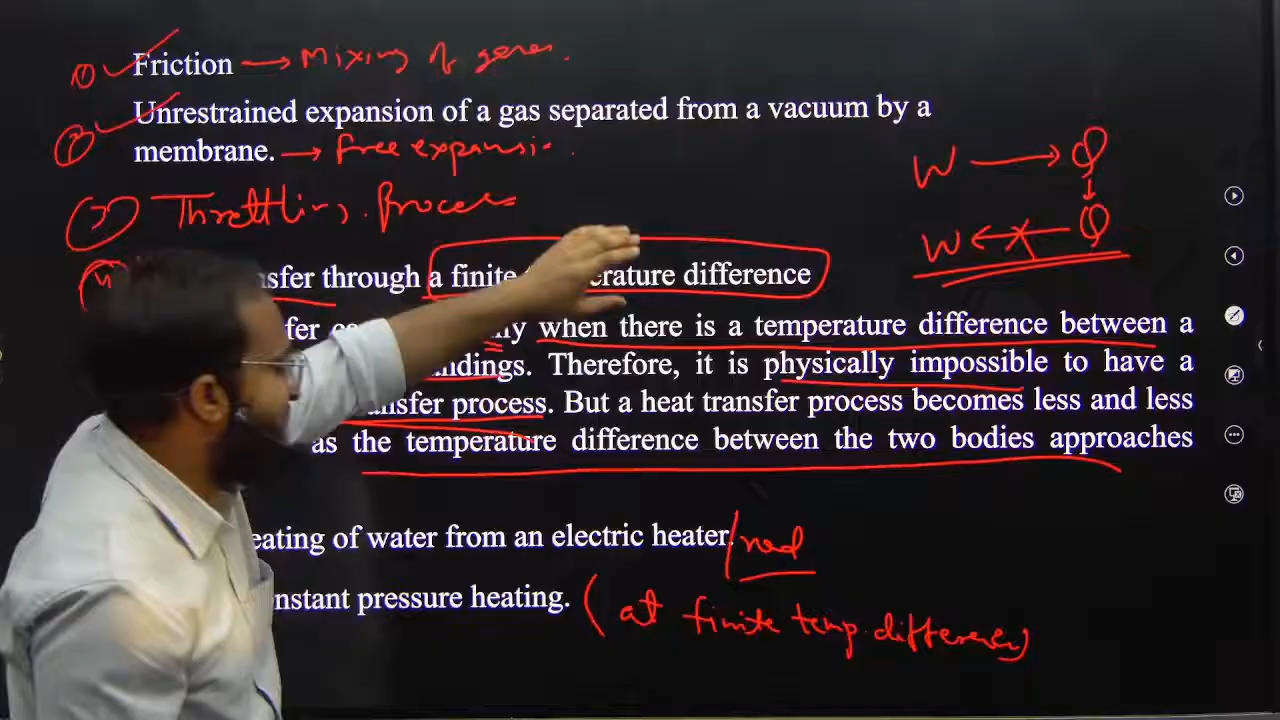 ① Friction → Mixing of gases.
② Unrestrained expansion of a gas separated from a vacuum by a
membrane. → free expansion.
③ Throttling Process
W → Q
↓
W ← Q
④ sfer through a finite erature difference
fer when there is a temperature difference between a
ndings. Therefore, it is physically impossible to have a
ansfer process. But a heat transfer process becomes less and less
as the temperature difference between the two bodies approaches
eating of water from an electric heater. / rod
nstant pressure heating. (at finite temp. difference)